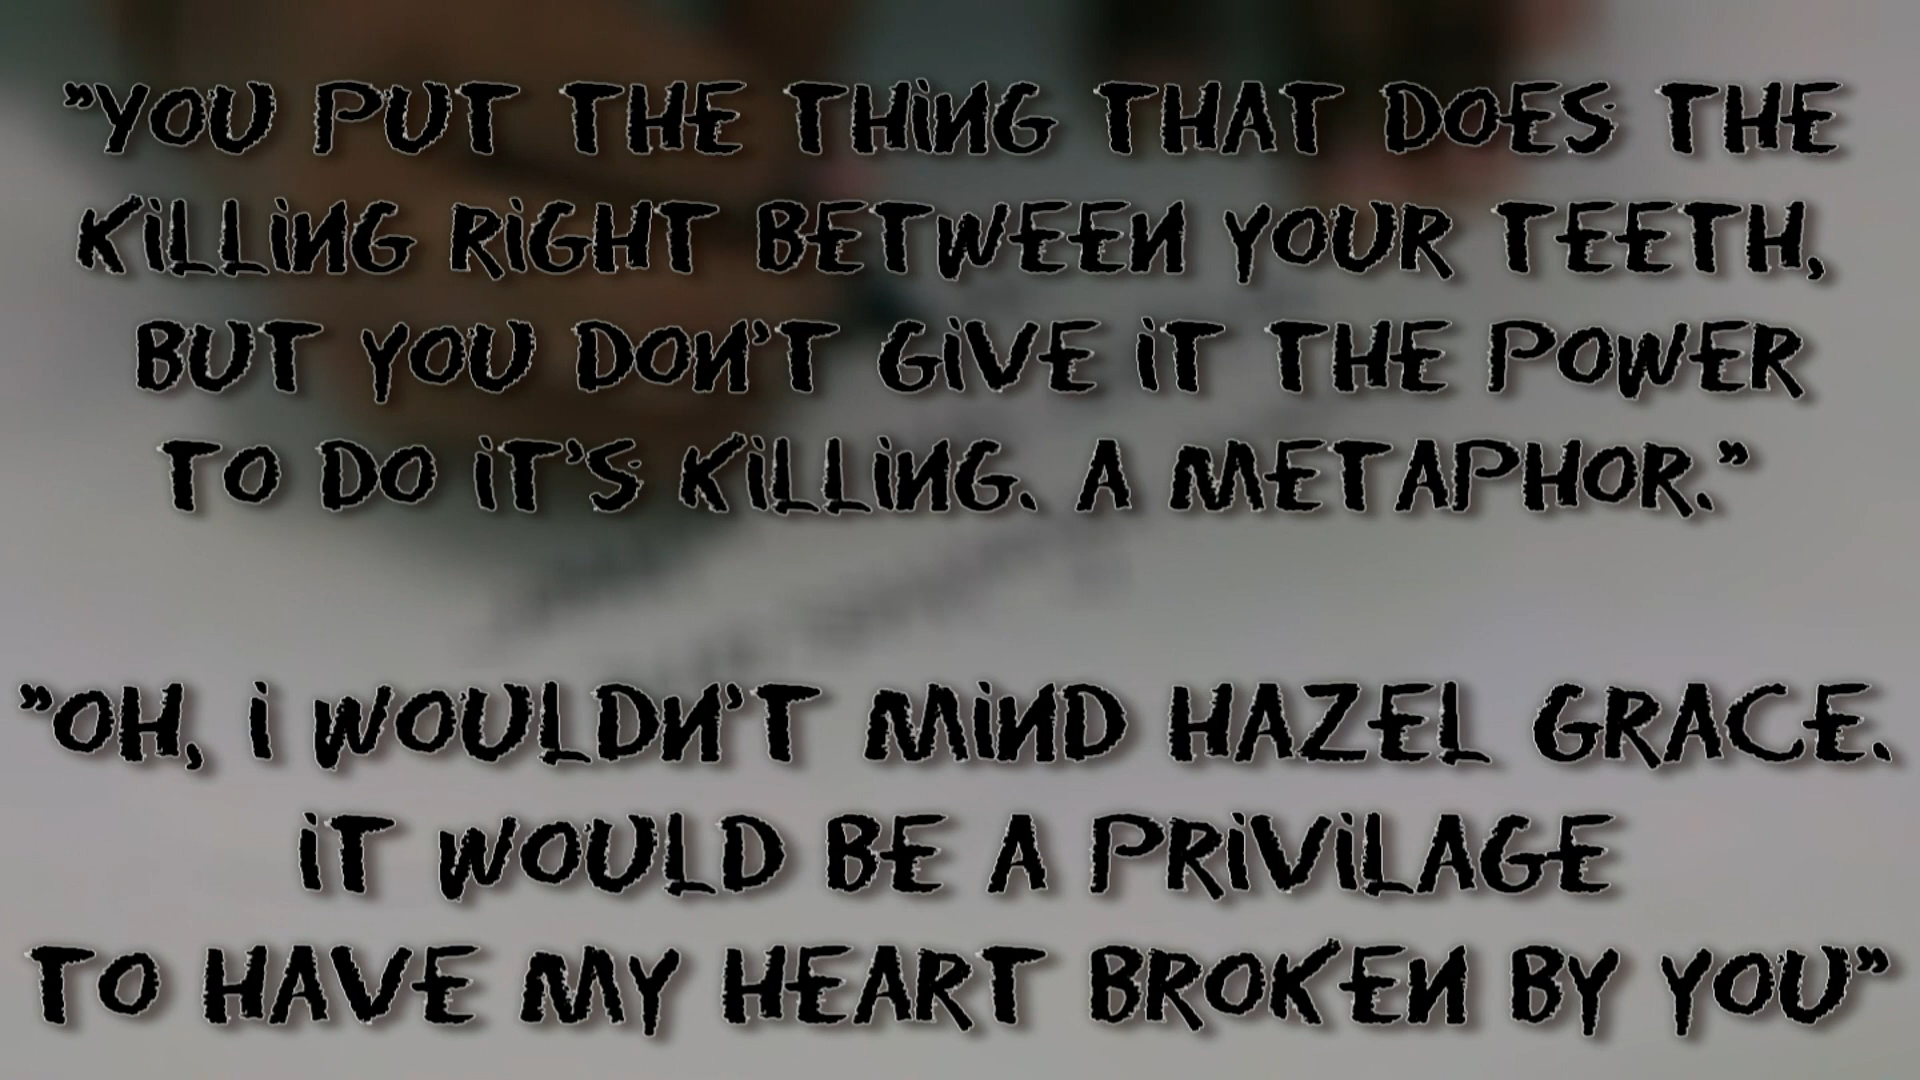 "YOU PUT THE THiNG THAT DOES THE
KiLLiNG RiGHT BETWEEN YOUR TEETH,
BUT YOU DON'T GiVE iT THE POWER
TO DO iT'S KiLLiNG. A METAPHOR."
"OH, i WOULDN'T MiND HAZEL GRACE.
iT WOULD BE A PRiViLAGE
TO HAVE MY HEART BROKEN BY YOU"